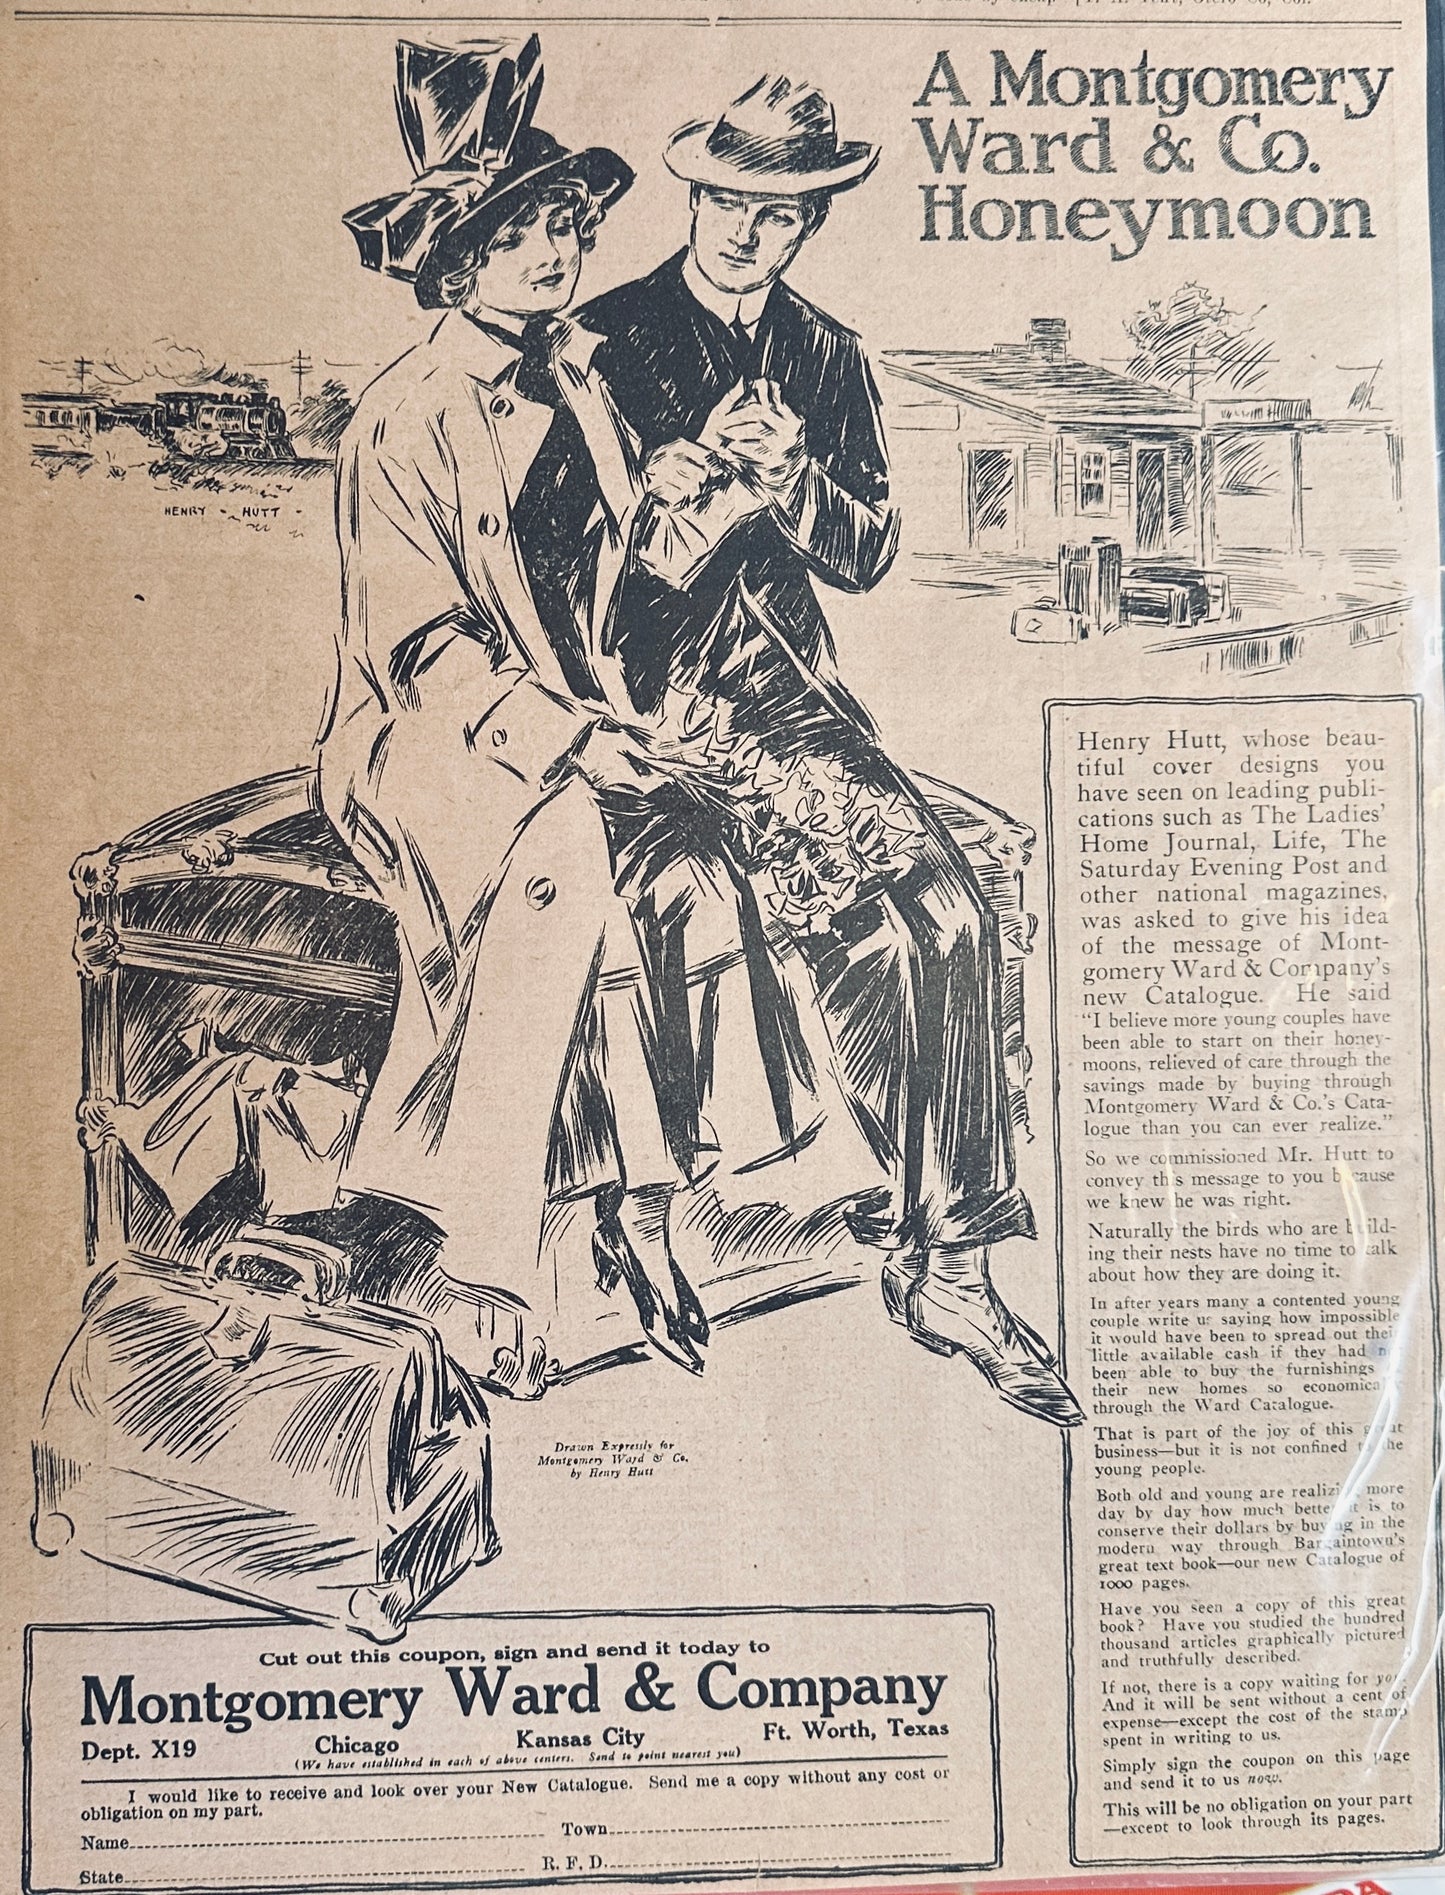 A Montgomery
Ward & Co.
Honeymoon
HENRY HUTT
Henry Hutt, whose beau-
tiful cover designs you
have seen on leading publi-
cations such as The Ladies'
Home Journal, Life, The
Saturday Evening Post and
other national magazines,
was asked to give his idea
of the message of Mont-
gomery Ward & Company's
new Catalogue. He said
"I believe more young couples have
been able to start on their honey-
moons, relieved of care through the
savings made by buying through
Montgomery Ward & Co.'s Cata-
logue than you can ever realize."
So we commissioned Mr. Hutt to
convey this message to you because
we knew he was right.
Naturally the birds who are build-
ing their nests have no time to talk
about how they are doing it.
In after years many a contented young
couple write us saying how impossible
it would have been to spread out their
little available cash if they had
been able to buy the furnishings
their new homes so economically
through the Ward Catalogue.
That is part of the joy of this great
business—but it is not confined to the
young people.
Both old and young are realizing more
day by day how much better it is to
conserve their dollars by buying in the
modern way through Bargaintown's
great text book—our new Catalogue of
1000 pages.
Have you seen a copy of this great
book? Have you studied the hundred
thousand articles graphically pictured
and truthfully described.
If not, there is a copy waiting for you.
And it will be sent without a cent of
expense—except the cost of the stamp
spent in writing to us.
Simply sign the coupon on this page
and send it to us now.
This will be no obligation on your part
—except to look through its pages.
Drawn Expressly for
Montgomery Ward & Co.
by Henry Hutt
Cut out this coupon, sign and send it today to
Montgomery Ward & Company
Dept. X19 Chicago Kansas City Ft. Worth, Texas
(We have established in each of above centers. Send to point nearest you)
I would like to receive and look over your New Catalogue. Send me a copy without any cost or
obligation on my part.
Name Town
State R. F. D.